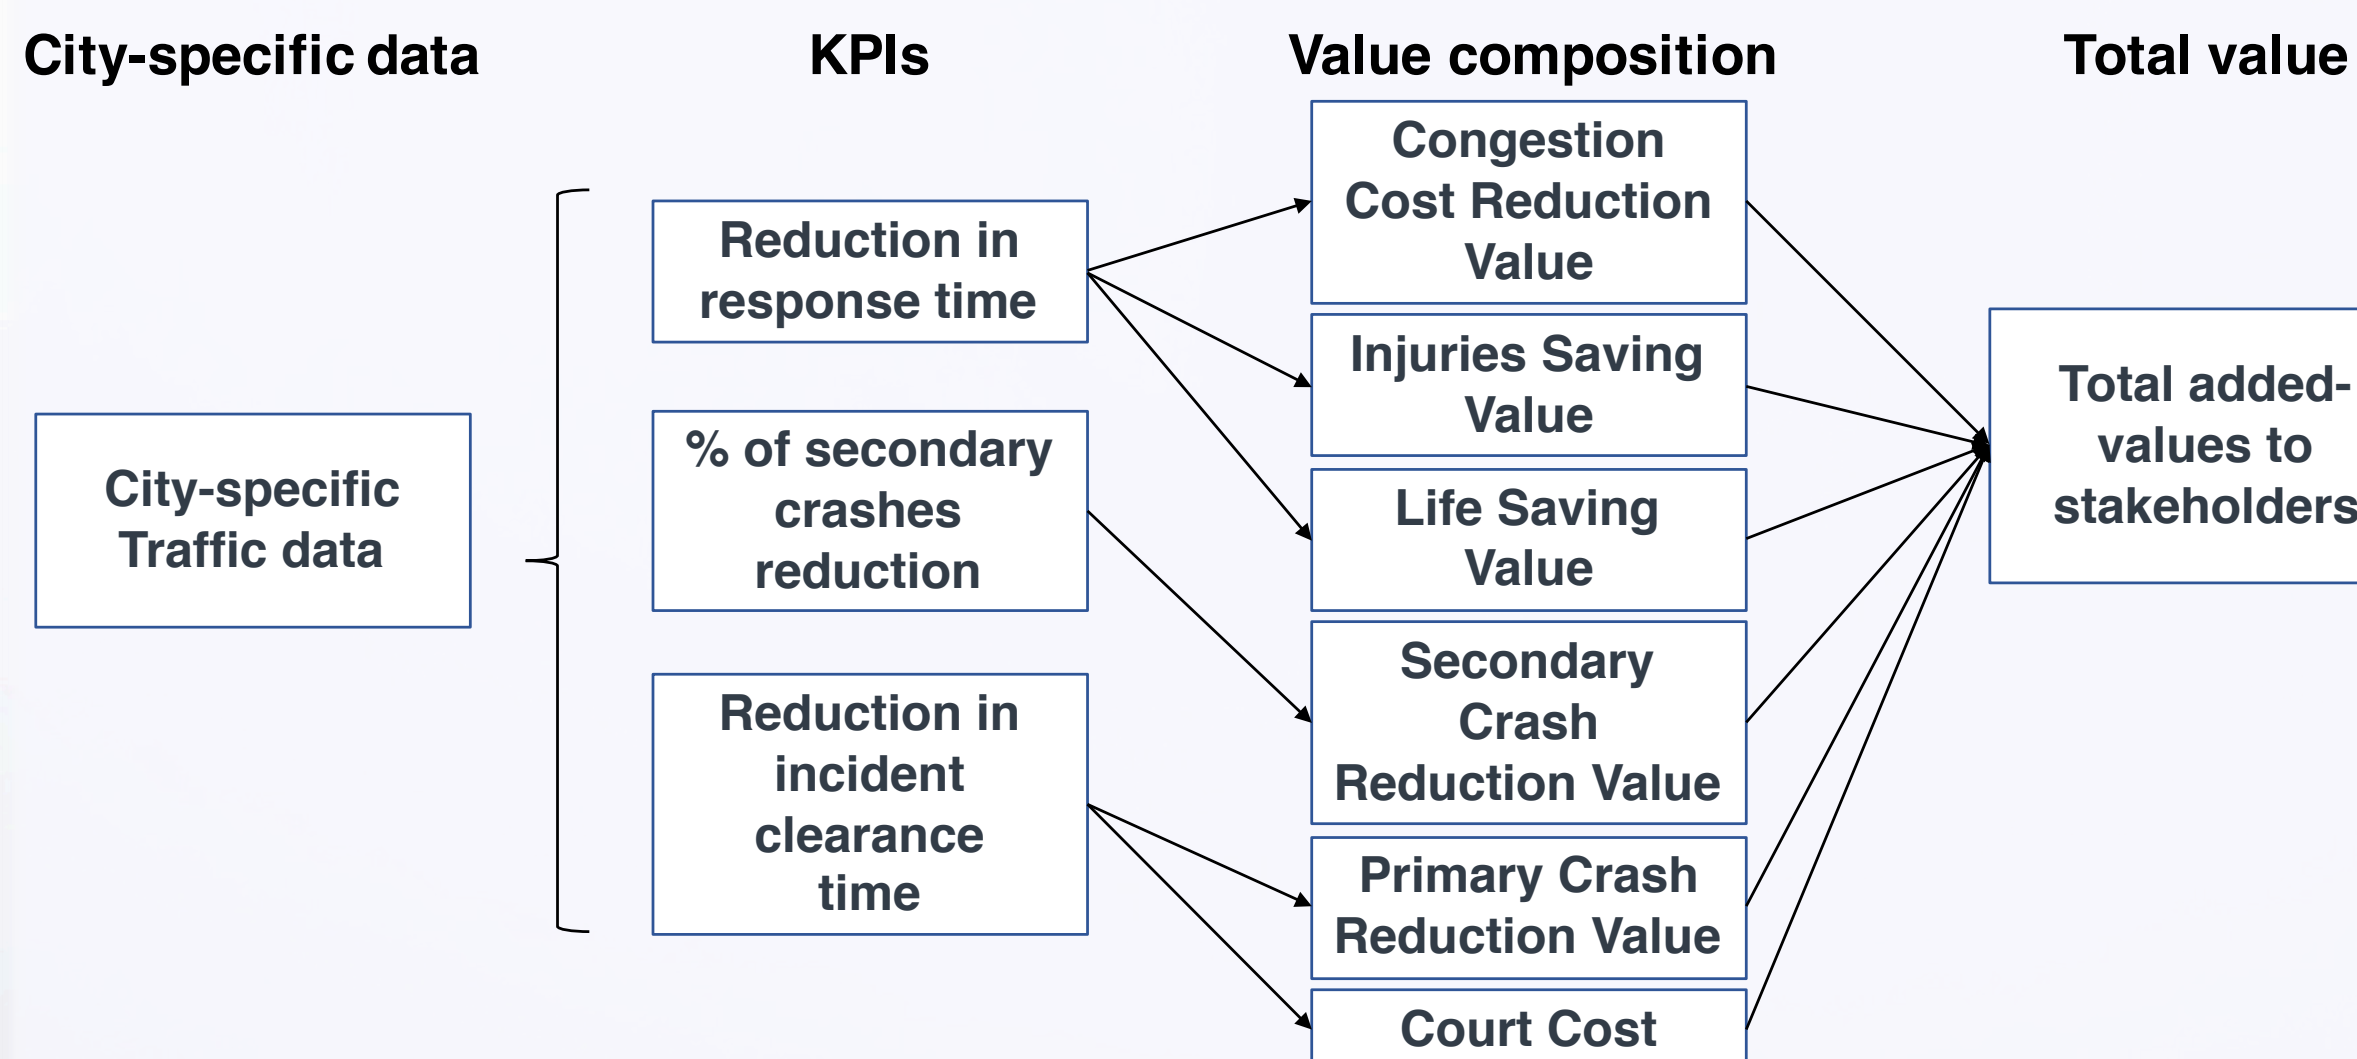 City-specific data
KPIs
Value composition
Total value
City-specific
Traffic data
Reduction in
response time
% of secondary
crashes
reduction
Reduction in
incident
clearance
time
Congestion
Cost Reduction
Value
Injuries Saving
Value
Life Saving
Value
Secondary
Crash
Reduction Value
Primary Crash
Reduction Value
Court Cost
Total added-
values to
stakeholders